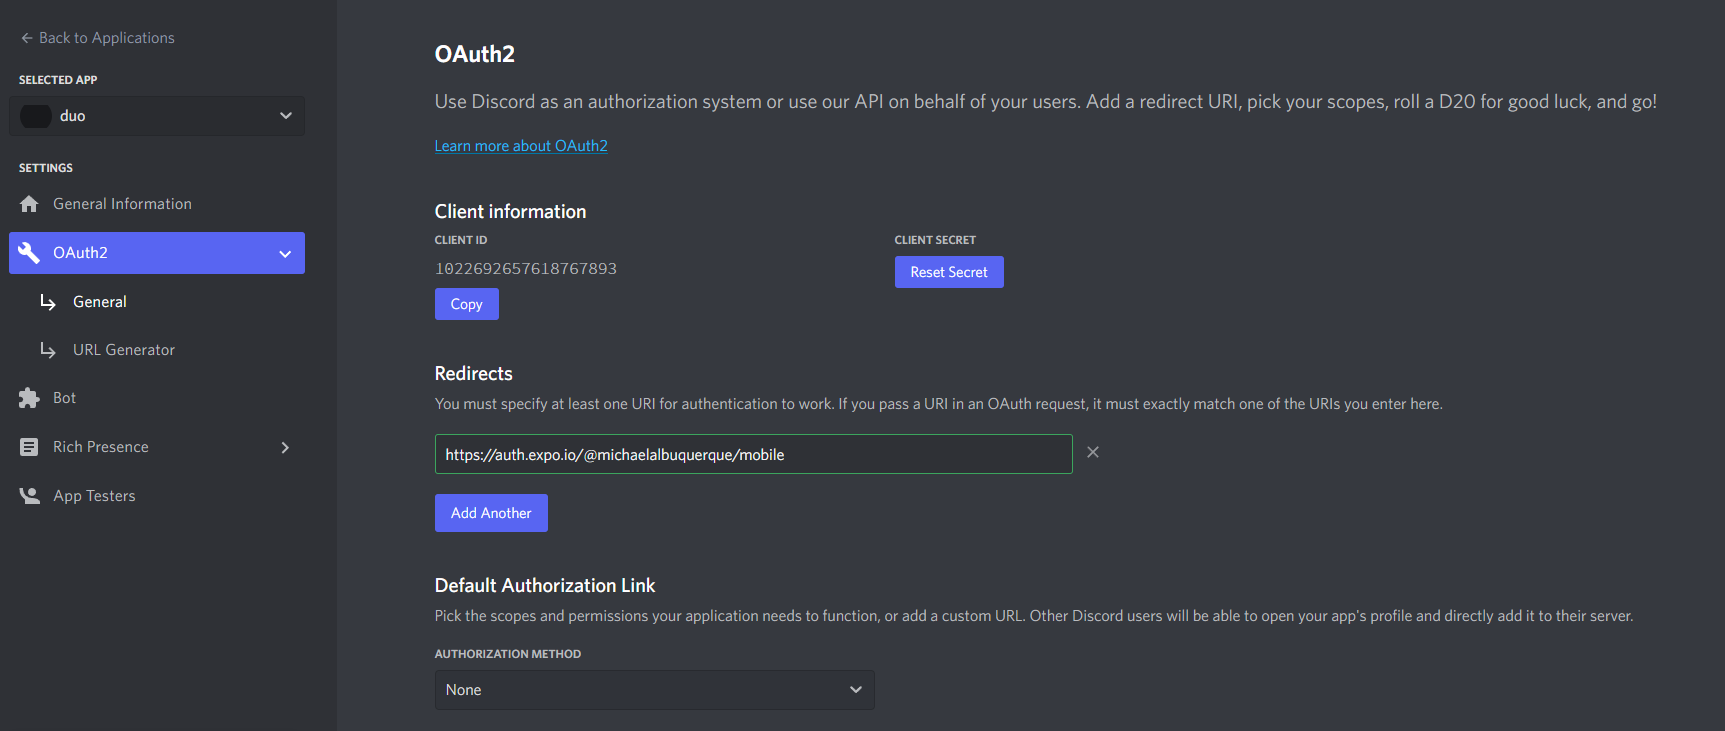 Back to Applications
SELECTED APP
duo
SETTINGS
General Information
OAuth2
General
URL Generator
Bot
Rich Presence
App Testers
OAuth2
Use Discord as an authorization system or use our API on behalf of your users. Add a redirect URI, pick your scopes, roll a D20 for good luck, and go!
Learn more about OAuth2
Client information
CLIENT ID
1022692657618767893
Copy
CLIENT SECRET
Reset Secret
Redirects
You must specify at least one URI for authentication to work. If you pass a URI in an OAuth request, it must exactly match one of the URIs you enter here.
https://auth.expo.io/@michaelalbuquerque/mobile
Add Another
Default Authorization Link
Pick the scopes and permissions your application needs to function, or add a custom URL. Other Discord users will be able to open your app's profile and directly add it to their server.
AUTHORIZATION METHOD
None